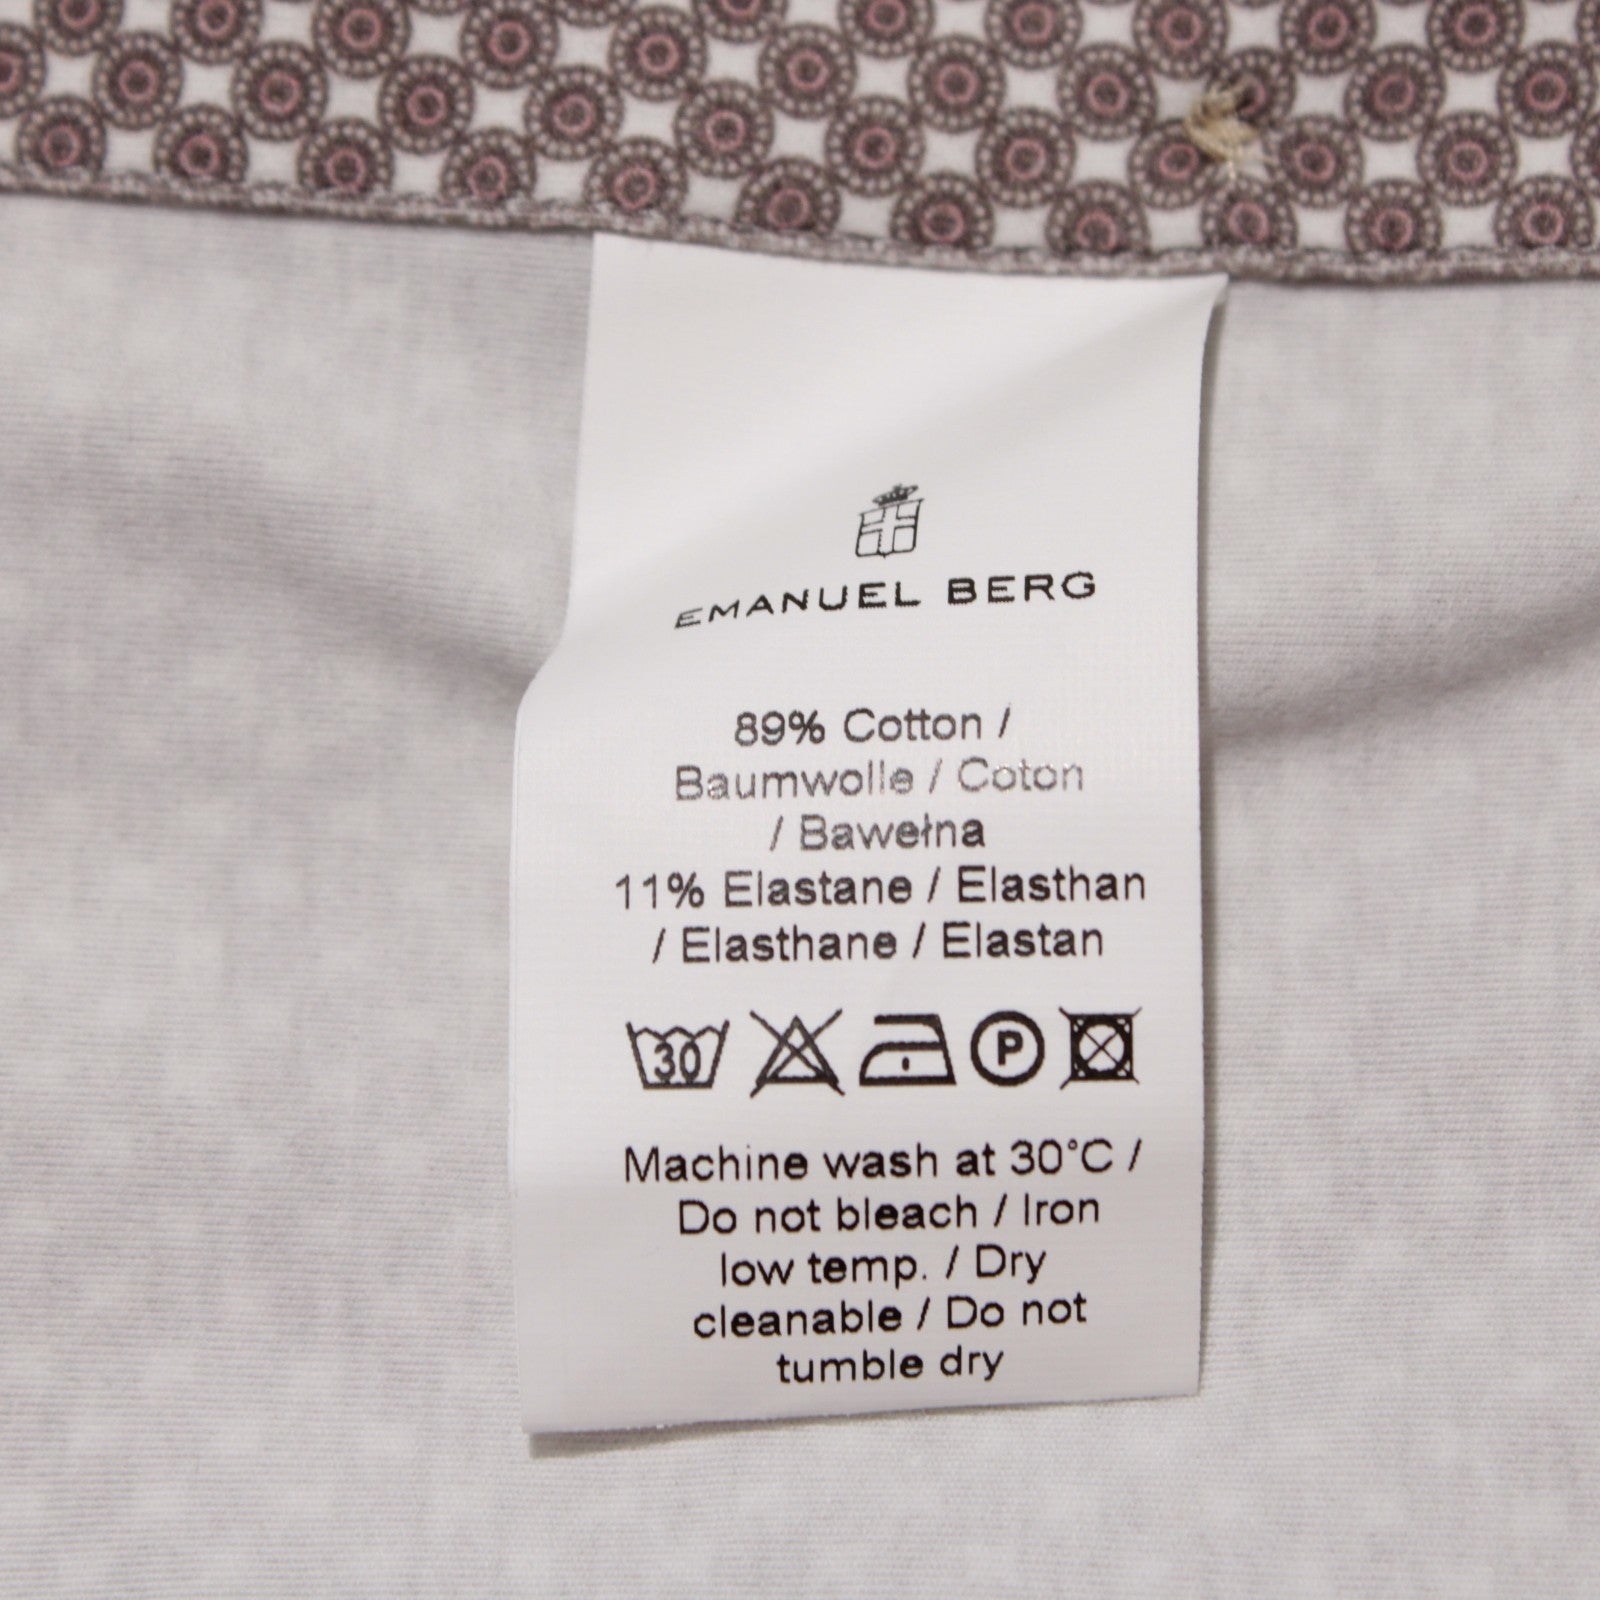 EMANUEL BERG
89% Cotton /
Baumwolle / Coton
/ Bawełna
11% Elastane / Elasthan
/ Elasthane / Elastan
30
P
Machine wash at 30°C /
Do not bleach / Iron
low temp. / Dry
cleanable / Do not
tumble dry